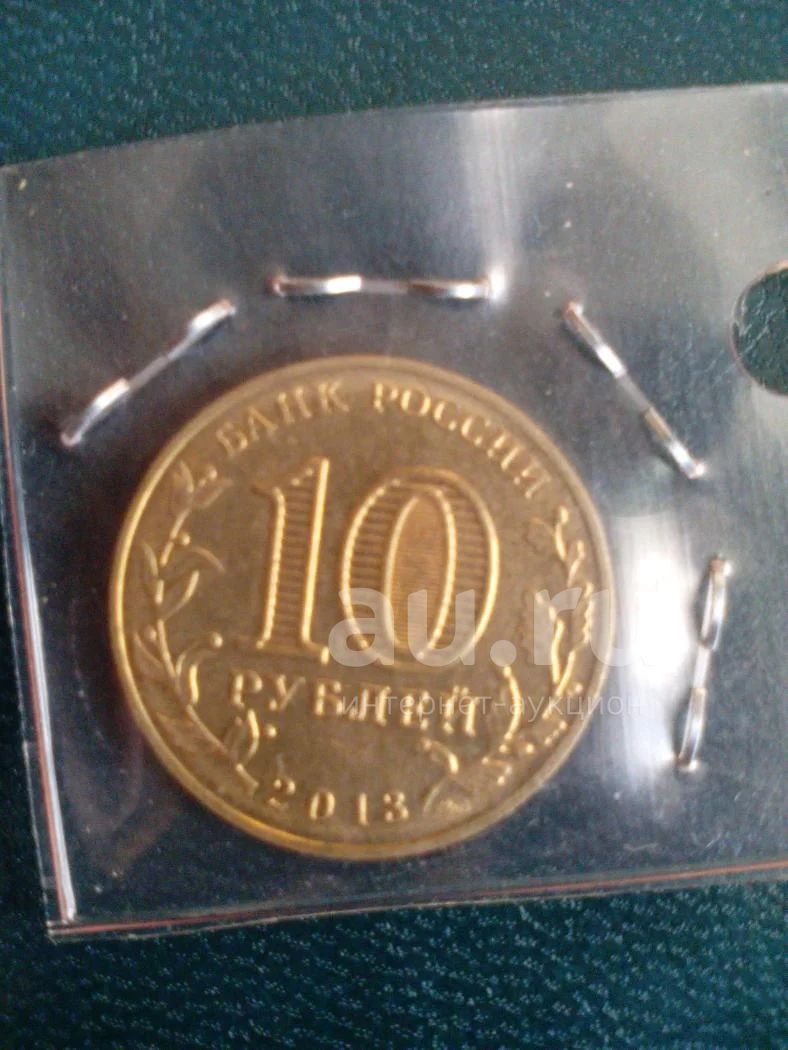 БАНК РОССИИ
10
РУБЛЕЙ
2013
au.ru
интернет-аукцион